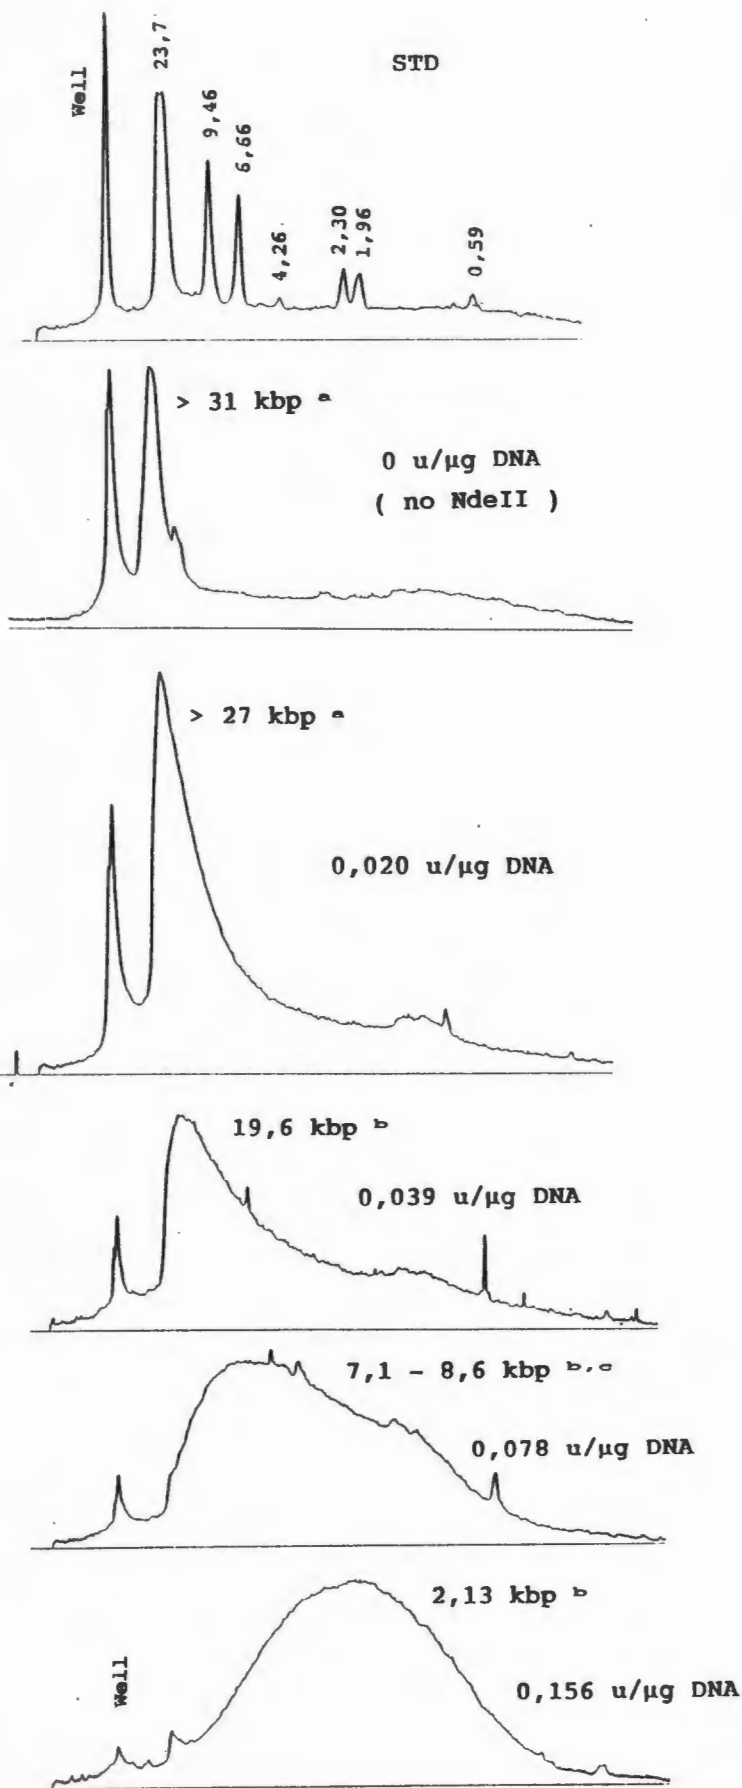 Well
23,7
9,46
6,66
4,26
2,30
1,96
0,59
STD
> 31 kbp a
0 u/µg DNA
( no NdeII )
> 27 kbp a
0,020 u/µg DNA
19,6 kbp b
0,039 u/µg DNA
7,1 - 8,6 kbp b,c
0,078 u/µg DNA
2,13 kbp b
Well
0,156 u/µg DNA